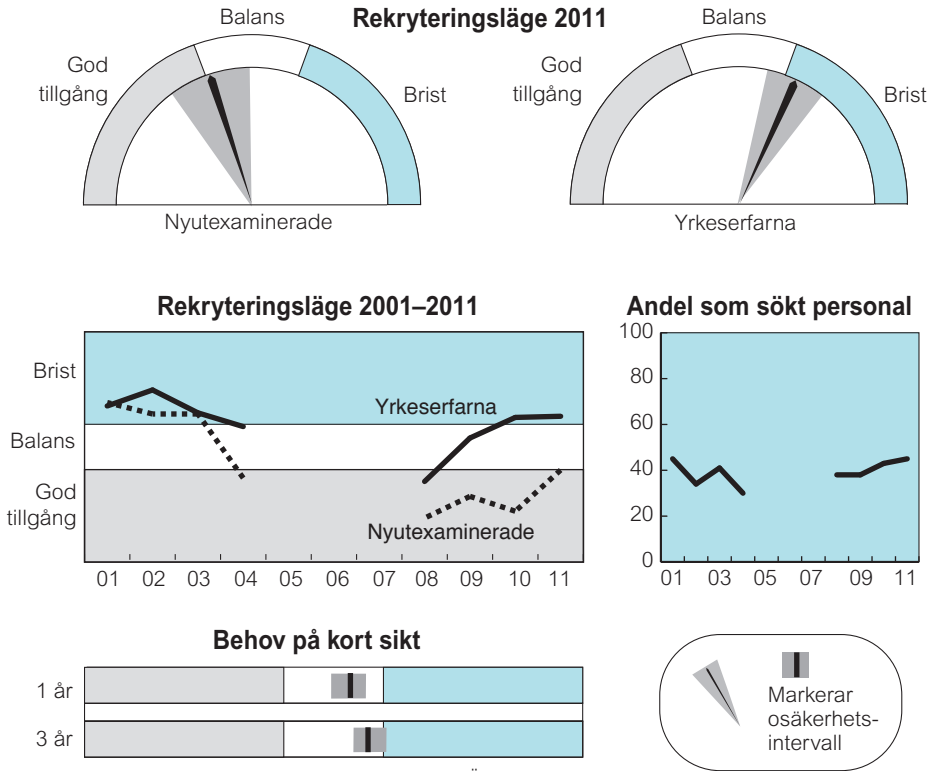 Rekryteringsläge 2011
Balans
God
tillgång
Brist
Nyutexaminerade
Balans
God
tillgång
Brist
Yrkeserfarna
Rekryteringsläge 2001–2011
Brist
Balans
God
tillgång
Yrkeserfarna
Nyutexaminerade
01 02 03 04 05 06 07 08 09 10 11
Andel som sökt personal
100
80
60
40
20
0
01 03 05 07 09 11
Behov på kort sikt
1 år
3 år
Markerar
osäkerhets-
intervall